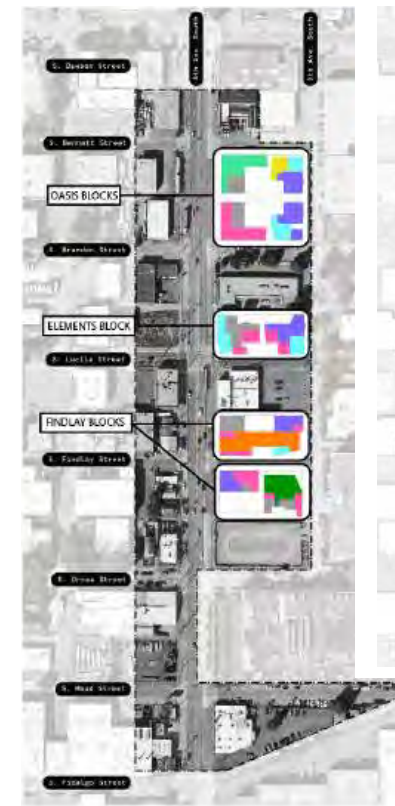 6th Ave. South
8th Ave. South
S. Dawson Street
S. Bennett Street
OASIS BLOCKS
S. Brandon Street
ELEMENTS BLOCK
S. Lucile Street
FINDLAY BLOCKS
S. Findlay Street
S. Orcas Street
S. Mead Street
S. Fidalgo Street